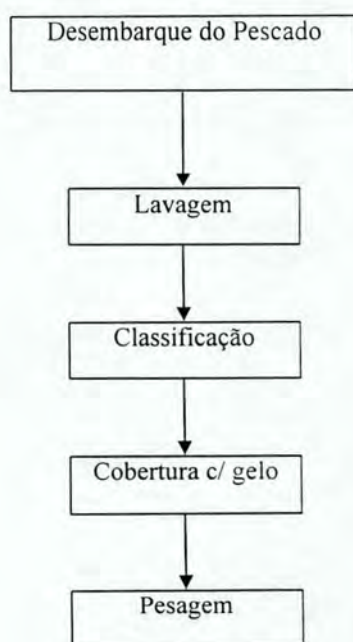 Desembarque do Pescado
Lavagem
Classificação
Cobertura c/ gelo
Pesagem